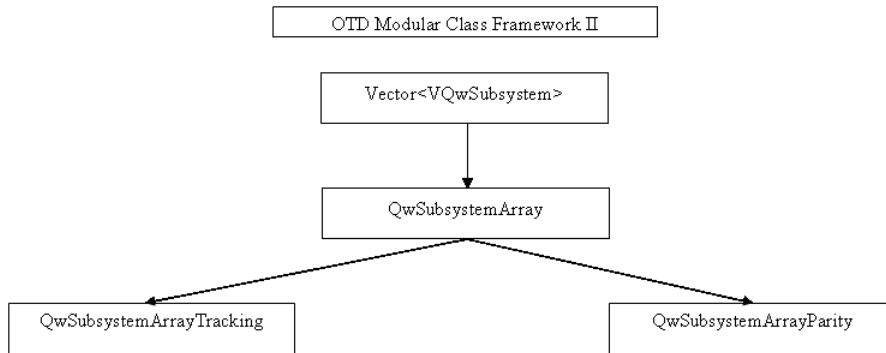 OTD Modular Class Framework II
Vector<VQwSubsystem>
QwSubsystemArray
QwSubsystemArrayTracking
QwSubsystemArrayParity